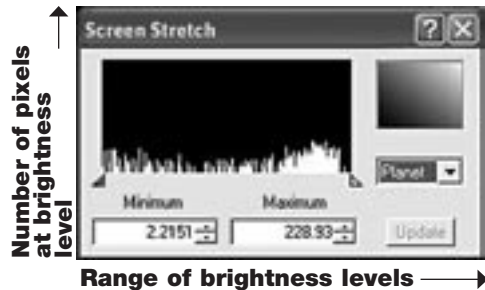 Screen Stretch
Number of pixels
at brightness
level
Planet
Minimum
Maximum
2.2151
228.93
Update
Range of brightness levels